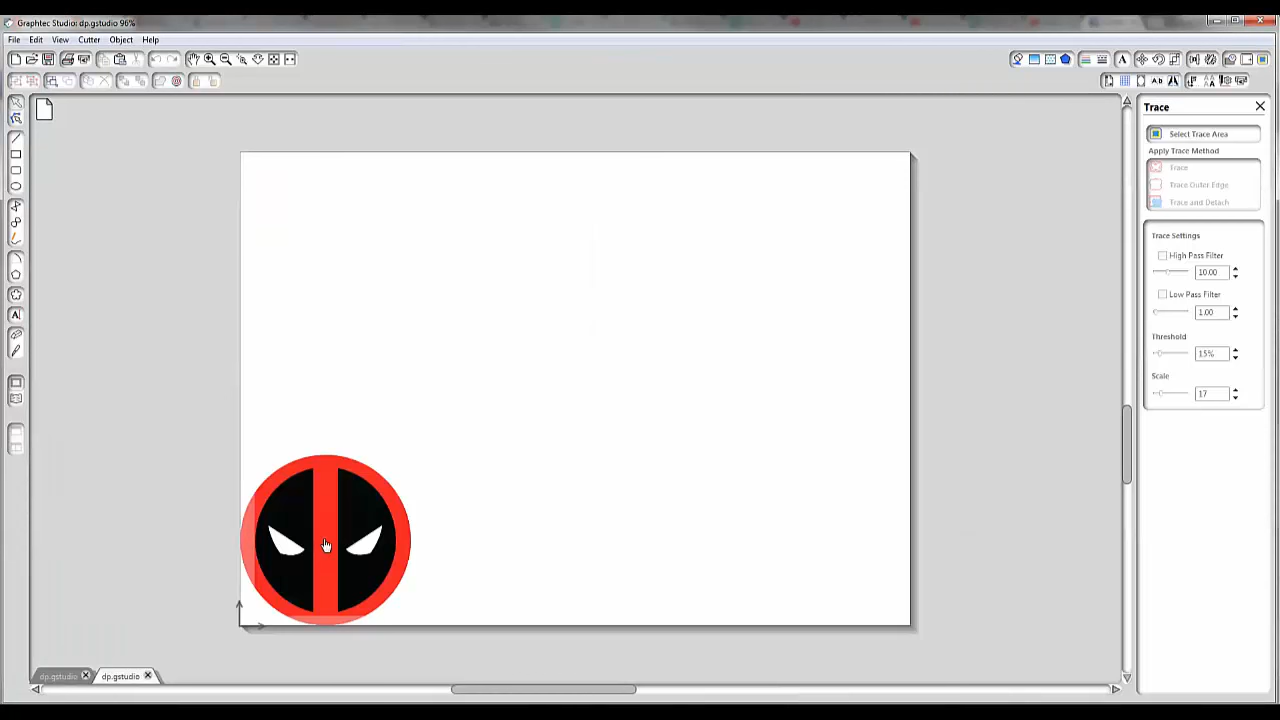 Graphtec Studio: dp.gstudio 96%
File Edit View Cutter Object Help
Trace
Select Trace Area
Apply Trace Method
Trace
Trace Outer Edge
Trace and Detach
Trace Settings
High Pass Filter
10.00
Low Pass Filter
1.00
Threshold
15%
Scale
17
dp.gstudio dp.gstudio